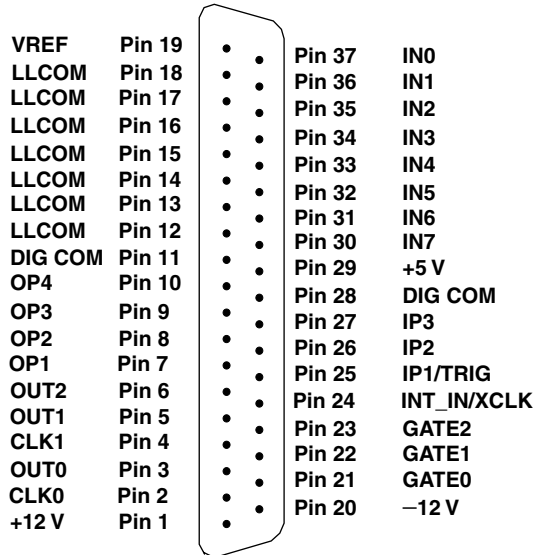 VREF Pin 19
LLCOM Pin 18
LLCOM Pin 17
LLCOM Pin 16
LLCOM Pin 15
LLCOM Pin 14
LLCOM Pin 13
LLCOM Pin 12
DIG COM Pin 11
OP4 Pin 10
OP3 Pin 9
OP2 Pin 8
OP1 Pin 7
OUT2 Pin 6
OUT1 Pin 5
CLK1 Pin 4
OUT0 Pin 3
CLK0 Pin 2
+12 V Pin 1
Pin 37 IN0
Pin 36 IN1
Pin 35 IN2
Pin 34 IN3
Pin 33 IN4
Pin 32 IN5
Pin 31 IN6
Pin 30 IN7
Pin 29 +5 V
Pin 28 DIG COM
Pin 27 IP3
Pin 26 IP2
Pin 25 IP1/TRIG
Pin 24 INT_IN/XCLK
Pin 23 GATE2
Pin 22 GATE1
Pin 21 GATE0
Pin 20 −12 V